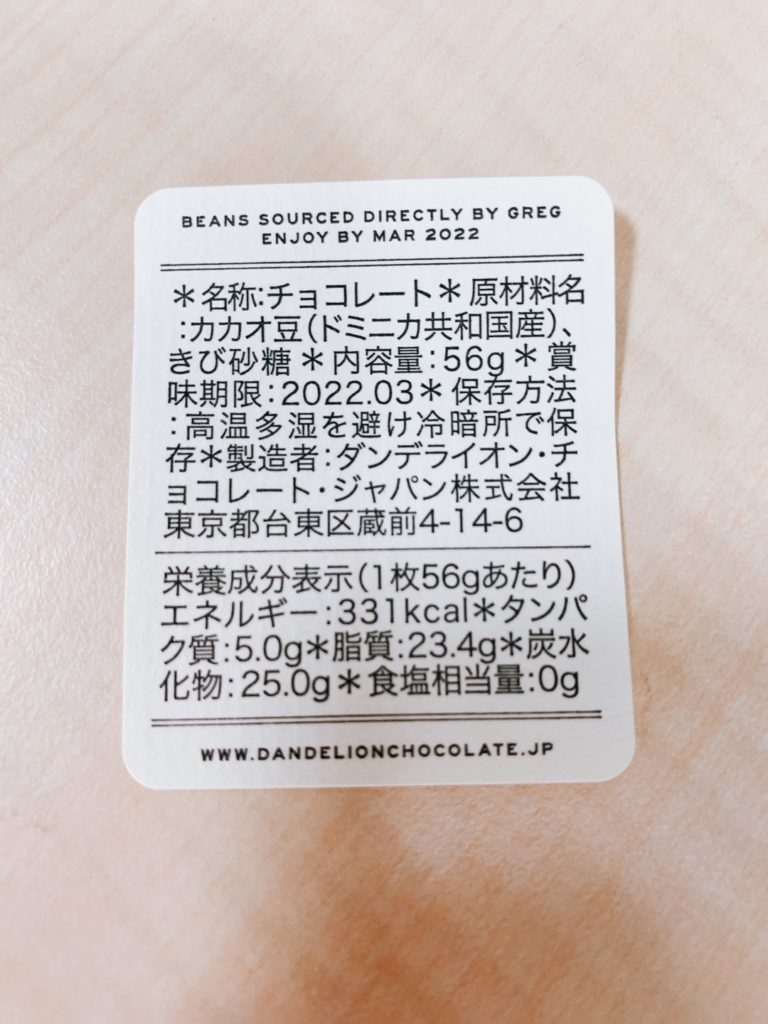 BEANS SOURCED DIRECTLY BY GREG
ENJOY BY MAR 2022
＊名称:チョコレート＊原材料名
:カカオ豆(ドミニカ共和国産)、
きび砂糖＊内容量:56g＊賞
味期限:2022.03＊保存方法
:高温多湿を避け冷暗所で保
存＊製造者:ダンデライオン・チ
ョコレート・ジャパン株式会社
東京都台東区蔵前4-14-6
栄養成分表示(1枚56gあたり)
エネルギー:331kcal＊タンパ
ク質:5.0g＊脂質:23.4g＊炭水
化物:25.0g＊食塩相当量:0g
WWW.DANDELIONCHOCOLATE.JP